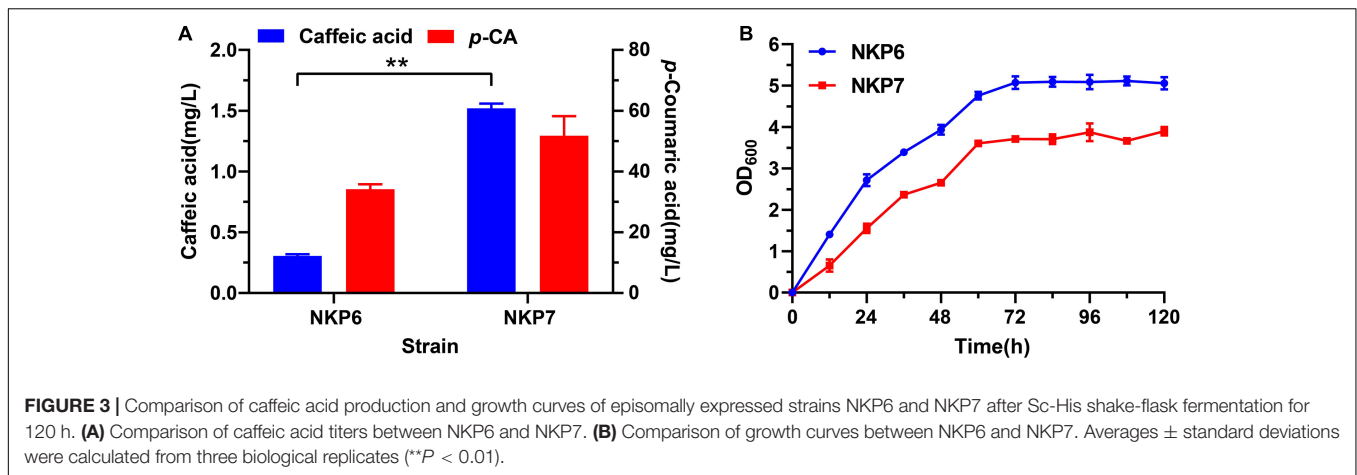 A
Caffeic acid
p-CA
2.0
1.5
1.0
0.5
0.0
Caffeic acid(mg/L)
**
80
60
40
20
0
p-Coumaric acid(mg/L)
NKP6
NKP7
Strain
B
NKP6
NKP7
6
5
4
3
2
1
0
OD600
0
24
48
72
96
120
Time(h)
FIGURE 3 | Comparison of caffeic acid production and growth curves of episomally expressed strains NKP6 and NKP7 after Sc-His shake-flask fermentation for
120 h. (A) Comparison of caffeic acid titers between NKP6 and NKP7. (B) Comparison of growth curves between NKP6 and NKP7. Averages ± standard deviations
were calculated from three biological replicates (**P < 0.01).